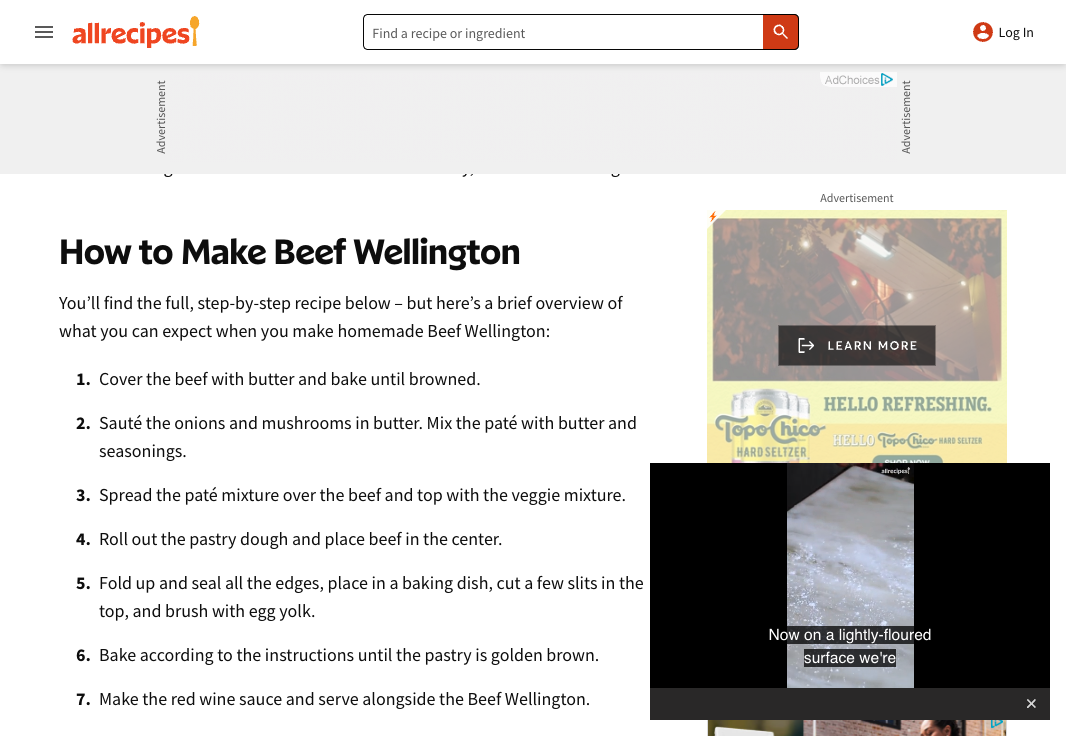 allrecipes
Find a recipe or ingredient
Log In
Advertisement
AdChoices
Advertisement
Advertisement
How to Make Beef Wellington
You’ll find the full, step-by-step recipe below – but here’s a brief overview of
what you can expect when you make homemade Beef Wellington:
1. Cover the beef with butter and bake until browned.
2. Sauté the onions and mushrooms in butter. Mix the paté with butter and
seasonings.
3. Spread the paté mixture over the beef and top with the veggie mixture.
4. Roll out the pastry dough and place beef in the center.
5. Fold up and seal all the edges, place in a baking dish, cut a few slits in the
top, and brush with egg yolk.
6. Bake according to the instructions until the pastry is golden brown.
7. Make the red wine sauce and serve alongside the Beef Wellington.
LEARN MORE
HELLO REFRESHING.
Topo Chico
HARD SELTZER
HELLO Topo Chico HARD SELTZER
SHOP NOW
allrecipes
Now on a lightly-floured
surface we're